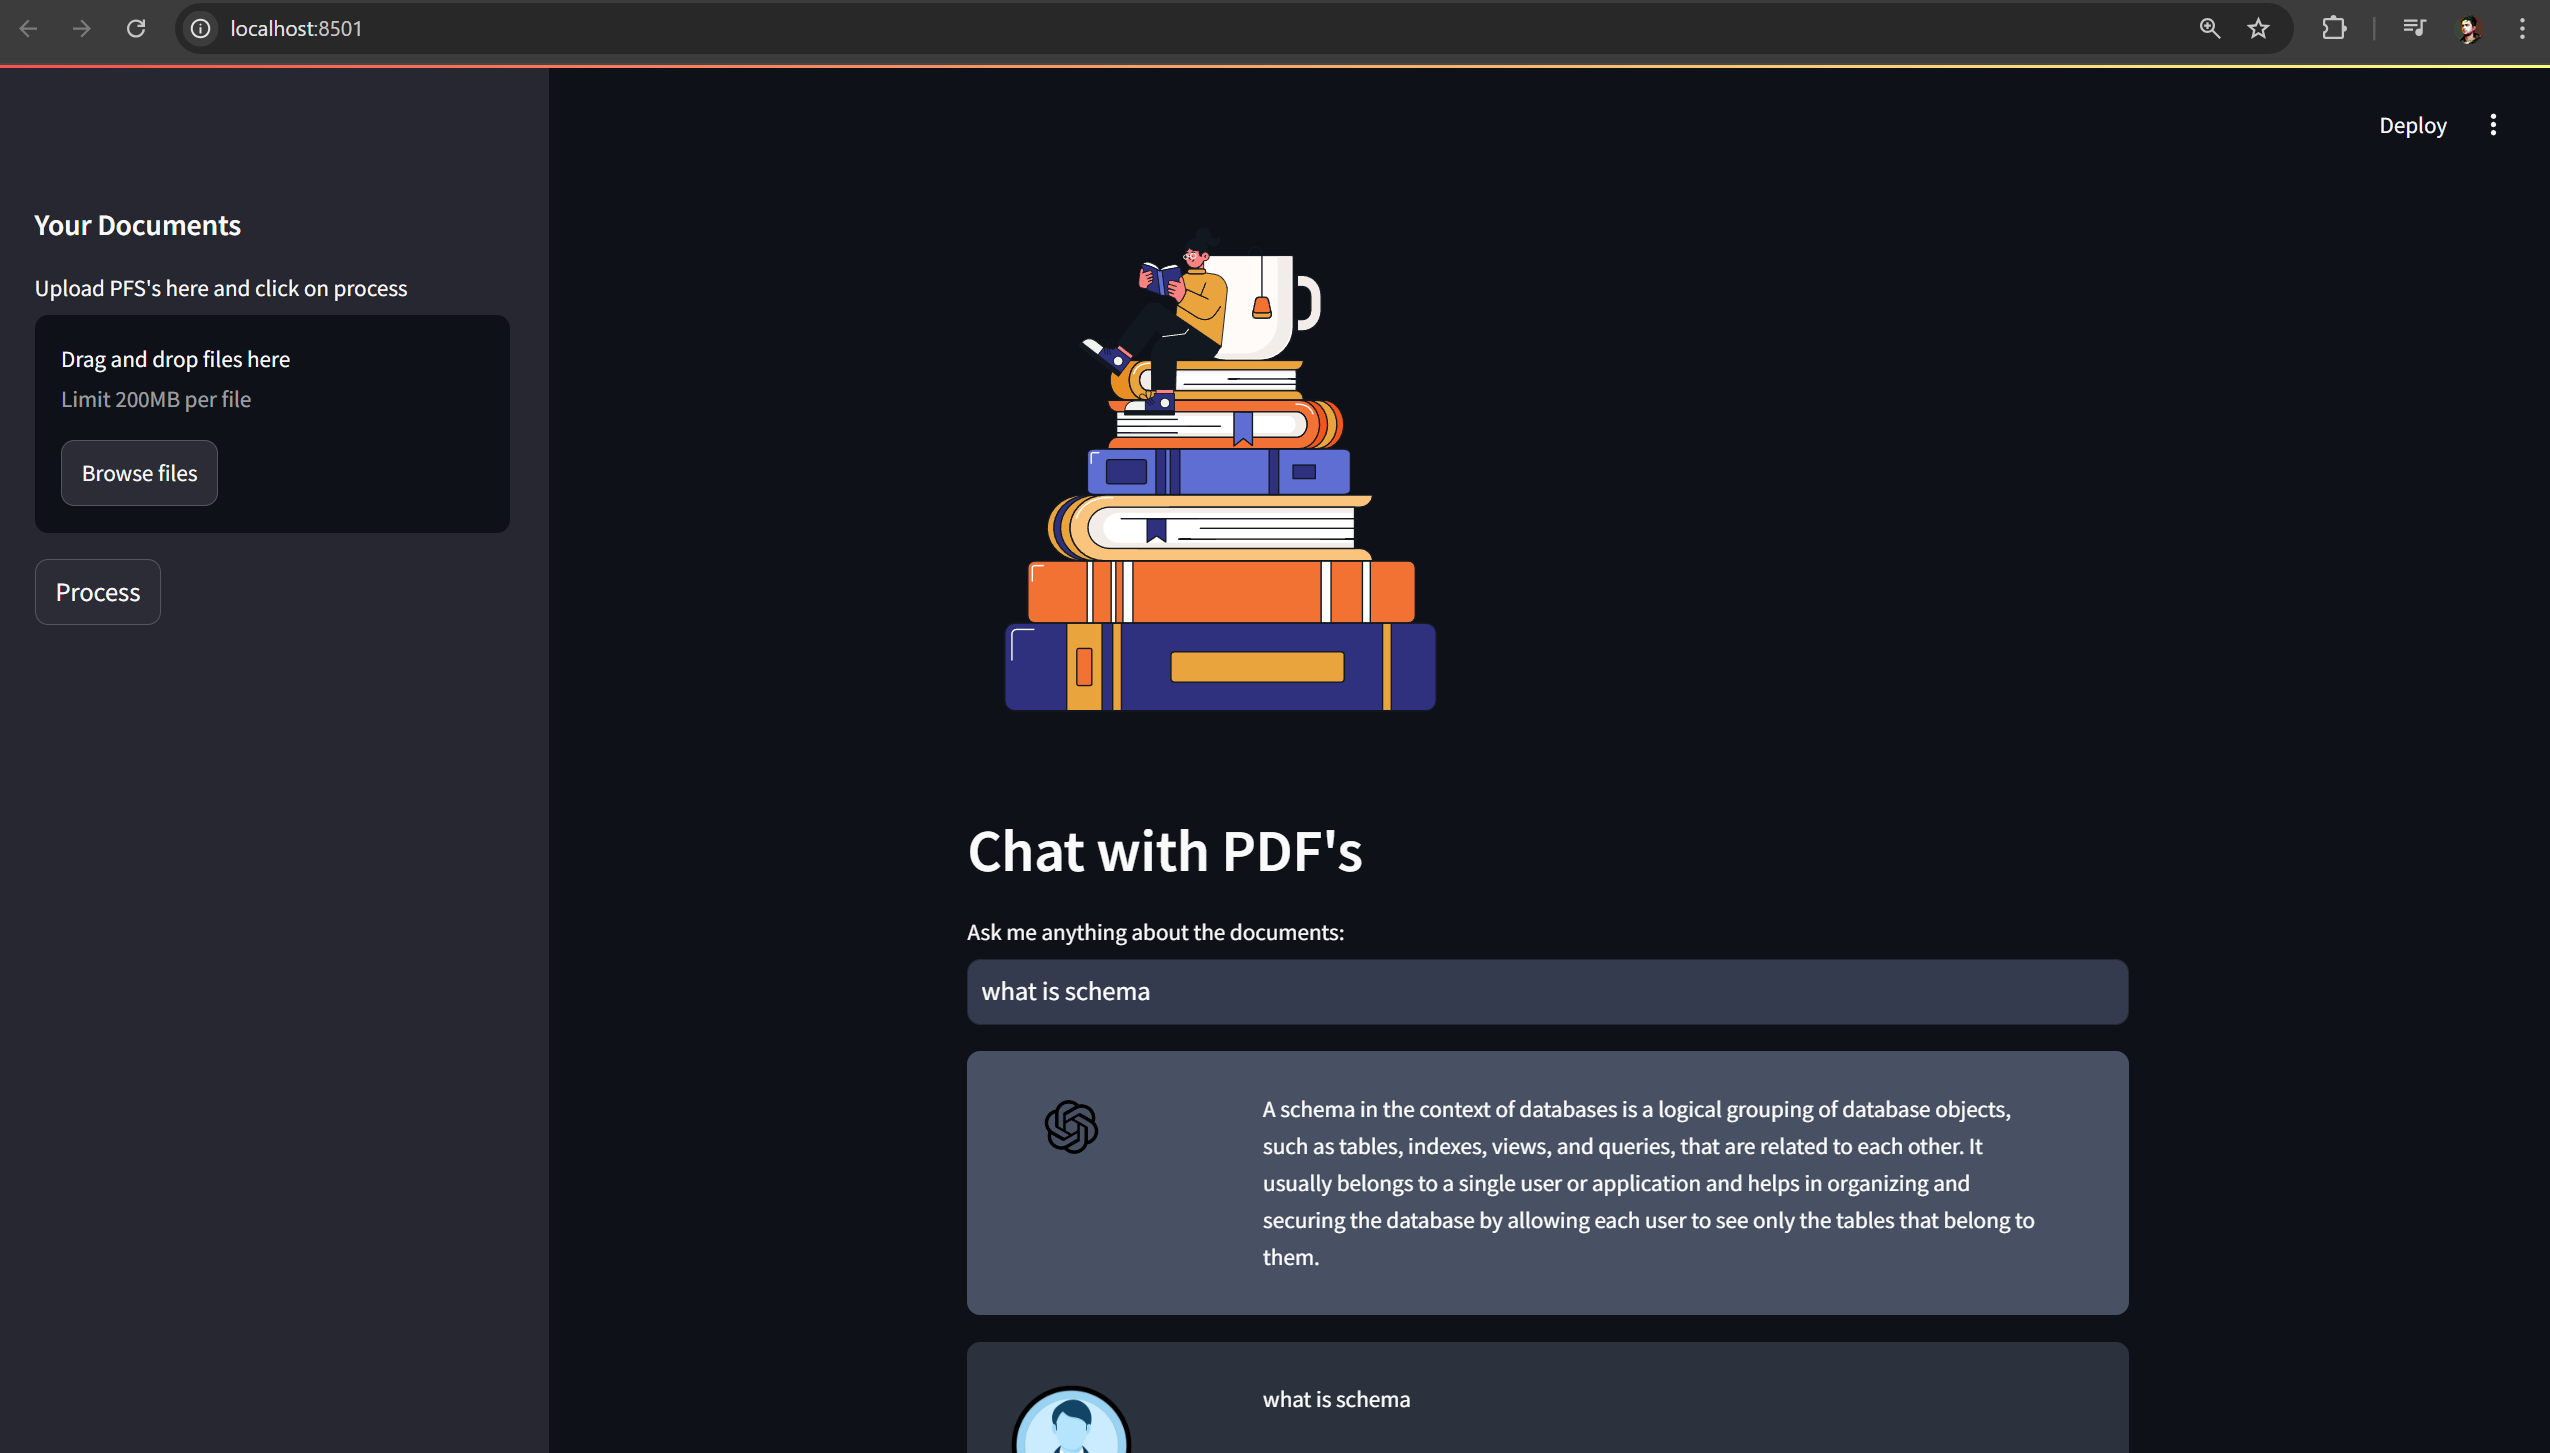 localhost:8501
Deploy
Your Documents
Upload PFS's here and click on process
Drag and drop files here
Limit 200MB per file
Browse files
Process
Chat with PDF's
Ask me anything about the documents:
what is schema
A schema in the context of databases is a logical grouping of database objects,
such as tables, indexes, views, and queries, that are related to each other. It
usually belongs to a single user or application and helps in organizing and
securing the database by allowing each user to see only the tables that belong to
them.
what is schema